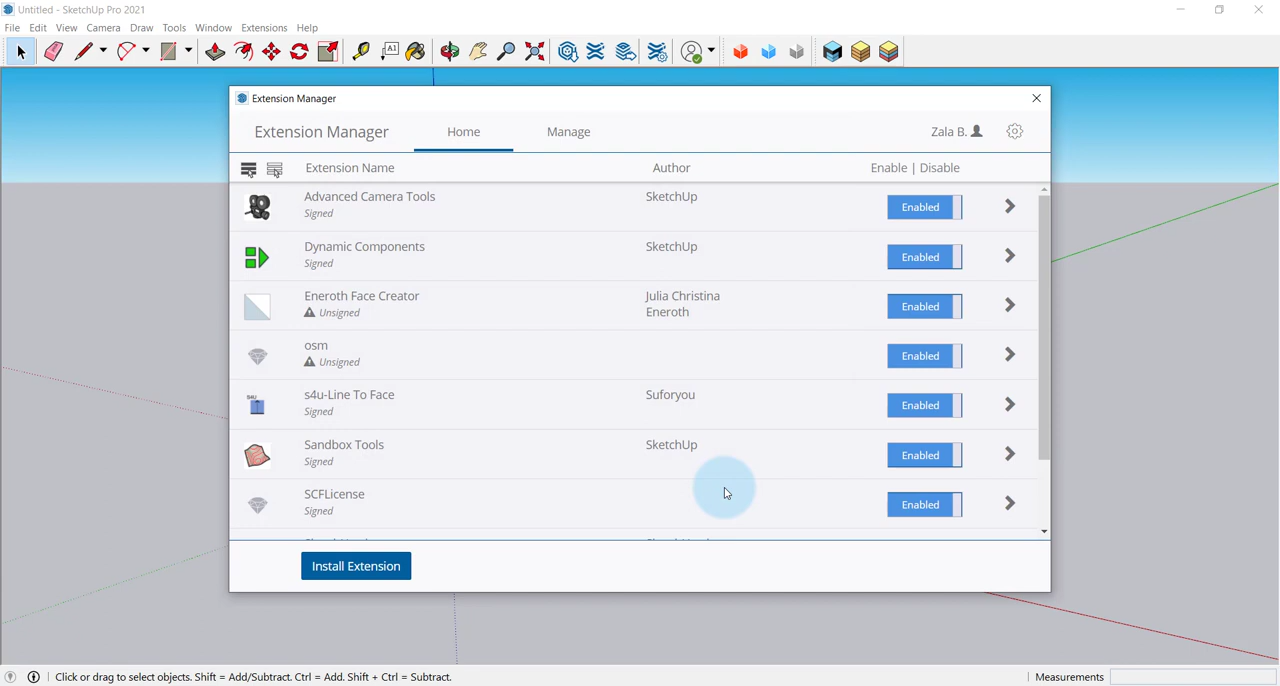 Untitled - SketchUp Pro 2021
File Edit View Camera Draw Tools Window Extensions Help
Extension Manager
Extension Manager Home Manage Zala B.
Extension Name Author Enable | Disable
Advanced Camera Tools SketchUp Enabled
Signed
Dynamic Components SketchUp Enabled
Signed
Eneroth Face Creator Julia Christina Enabled
Unsigned Eneroth
osm Enabled
Unsigned
S4U s4u-Line To Face Suforyou Enabled
Signed
Sandbox Tools SketchUp Enabled
Signed
SCFLicense Enabled
Signed
Install Extension
Click or drag to select objects. Shift = Add/Subtract. Ctrl = Add. Shift + Ctrl = Subtract. Measurements